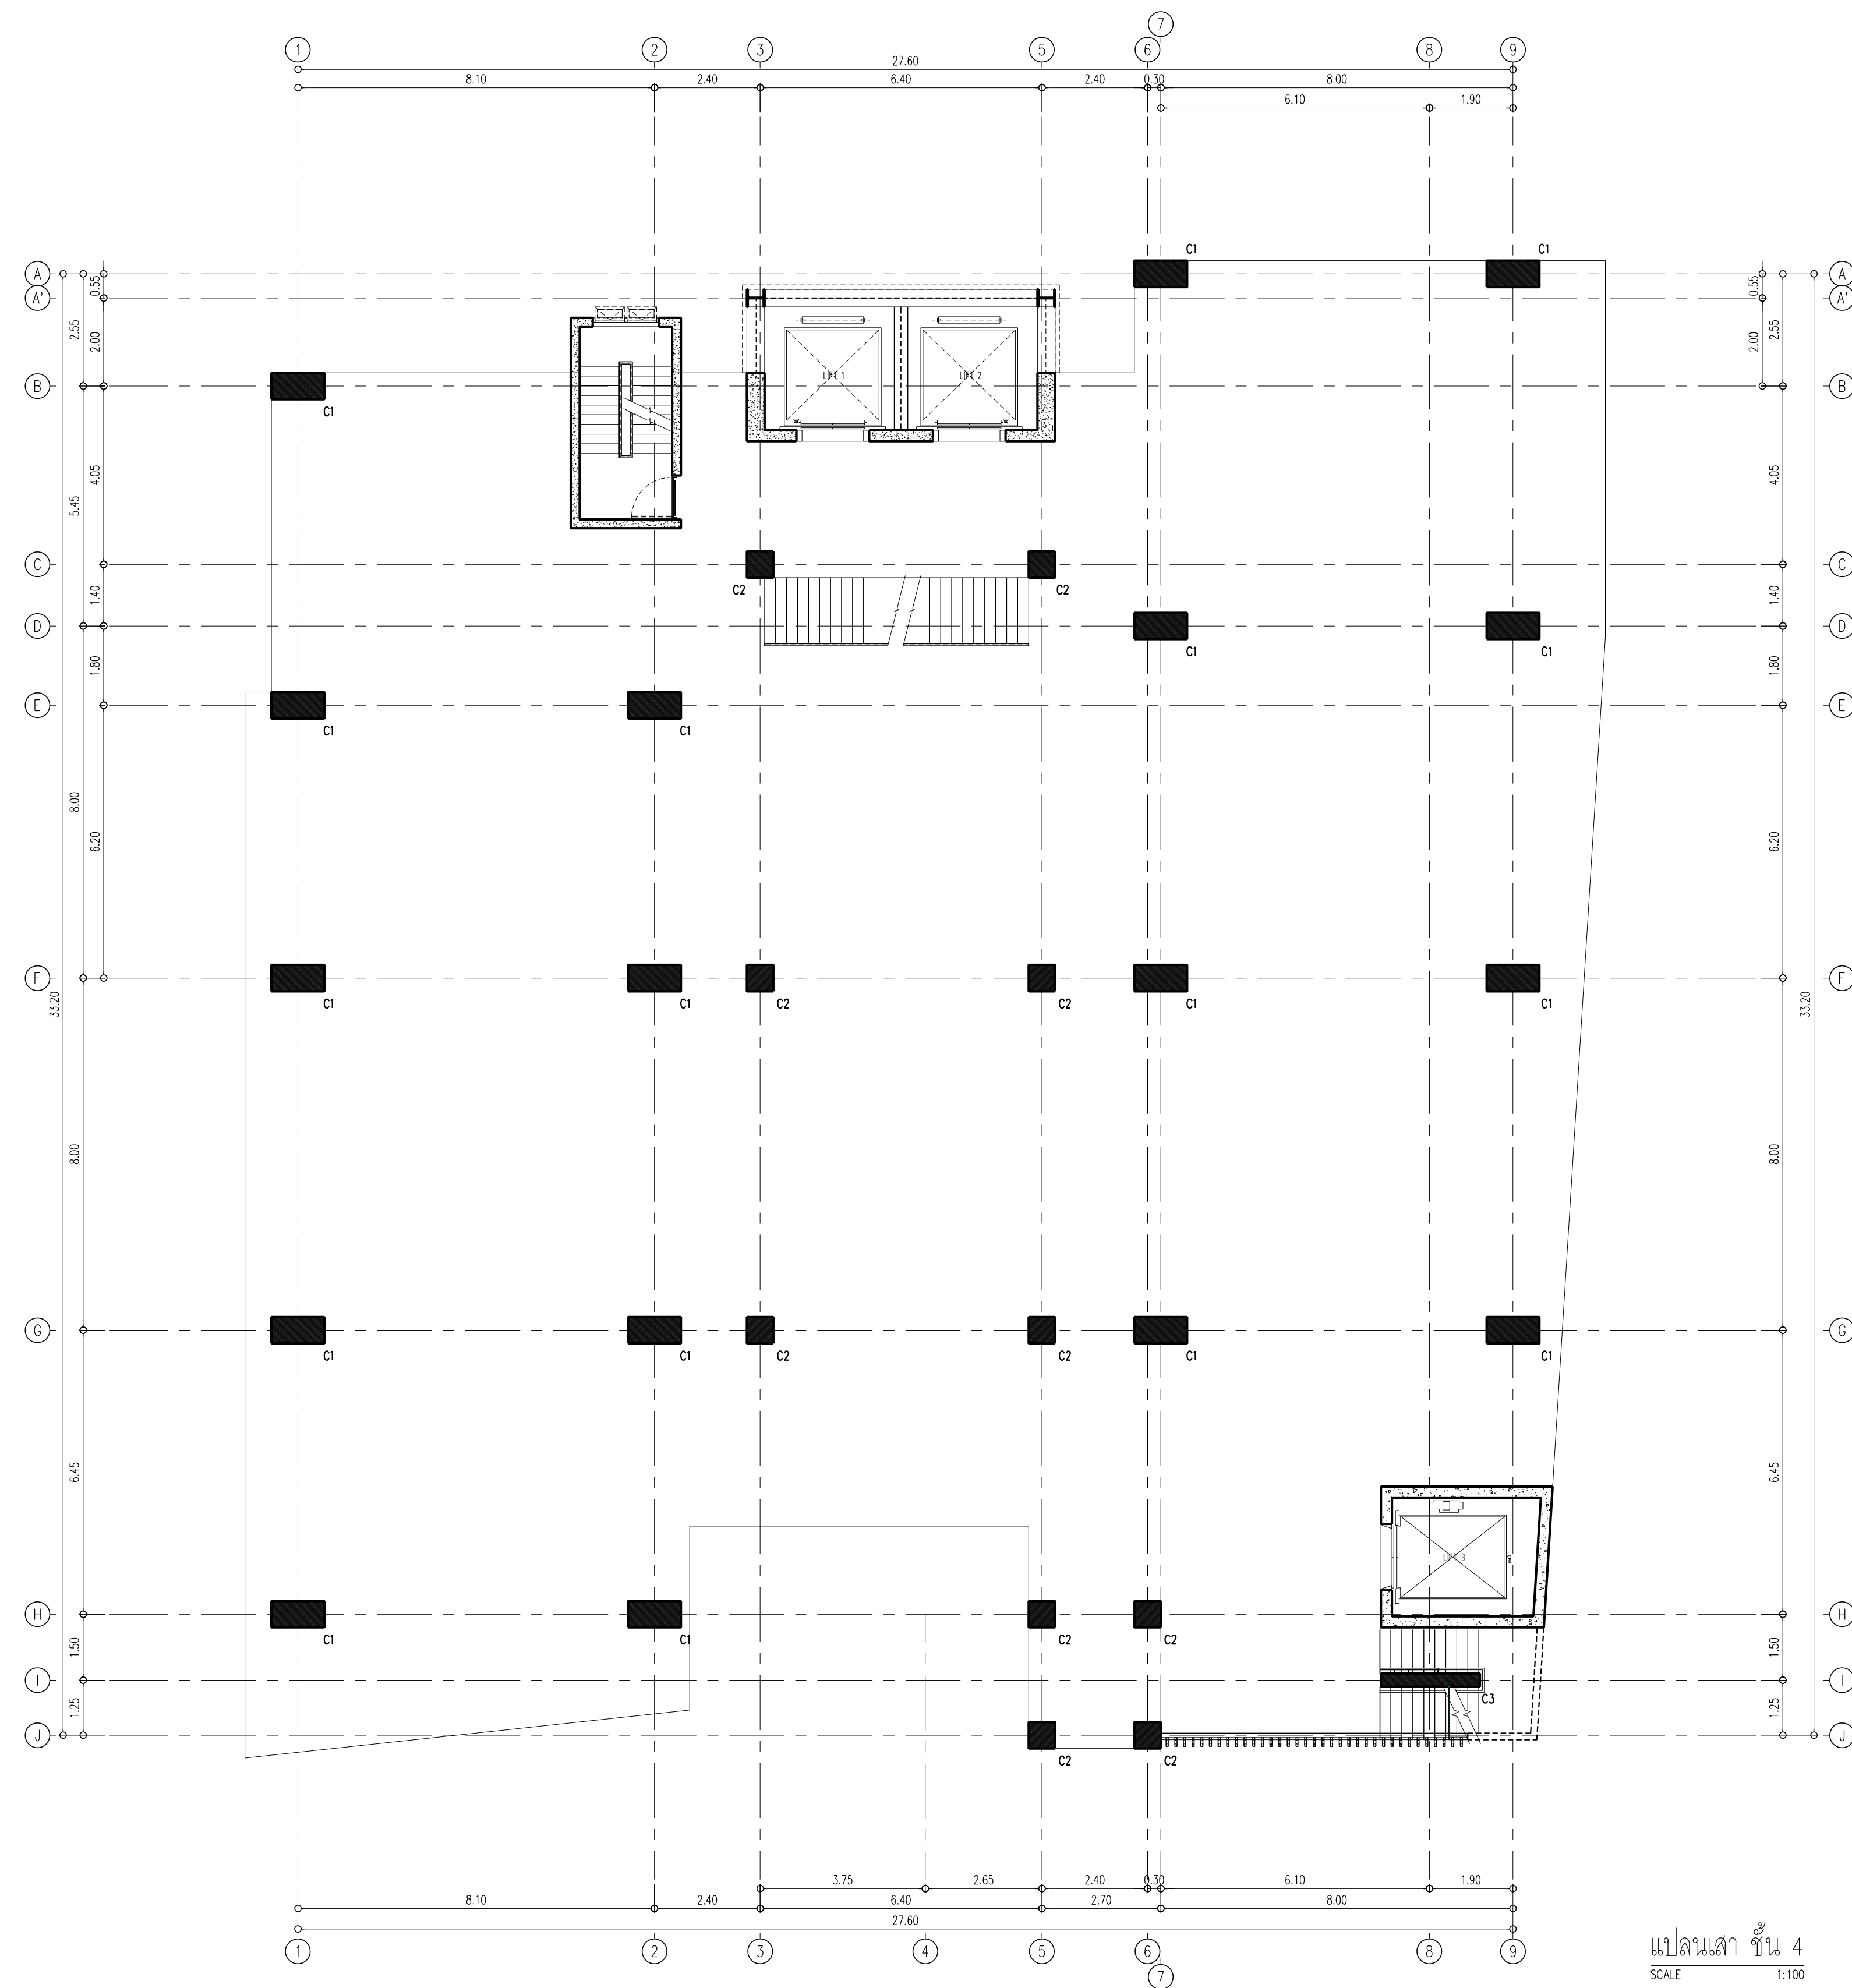 7
1 2 3 5 6 8 9
27.60
8.10 2.40 6.40 2.40 0.30 8.00
6.10 1.90
C1 C1
A 0.55 0.55 A
A' A'
2.55 2.00 2.00 2.55
LIFT 1 LIFT 2
B B
C1
5.45 4.05 4.05
C C
C2 C2
1.40 1.40
D D
C1 C1
1.80 1.80
E E
C1 C1
8.00
6.20 6.20
F F
33.20 C1 C1 C2 C2 C1 C1 33.20
8.00 8.00
G G
C1 C1 C2 C2 C1 C1
6.45 6.45
LIFT 3
H H
C1 C1 C2 C2
1.50 1.50
I I
C3
1.25 1.25
J J
C2 C2
3.75 2.65 2.40 0.30 6.10 1.90
8.10 2.40 6.40 2.70 8.00
27.60
1 2 3 4 5 6 8 9
7
แปลนเสา ชั้น 4
SCALE 1:100